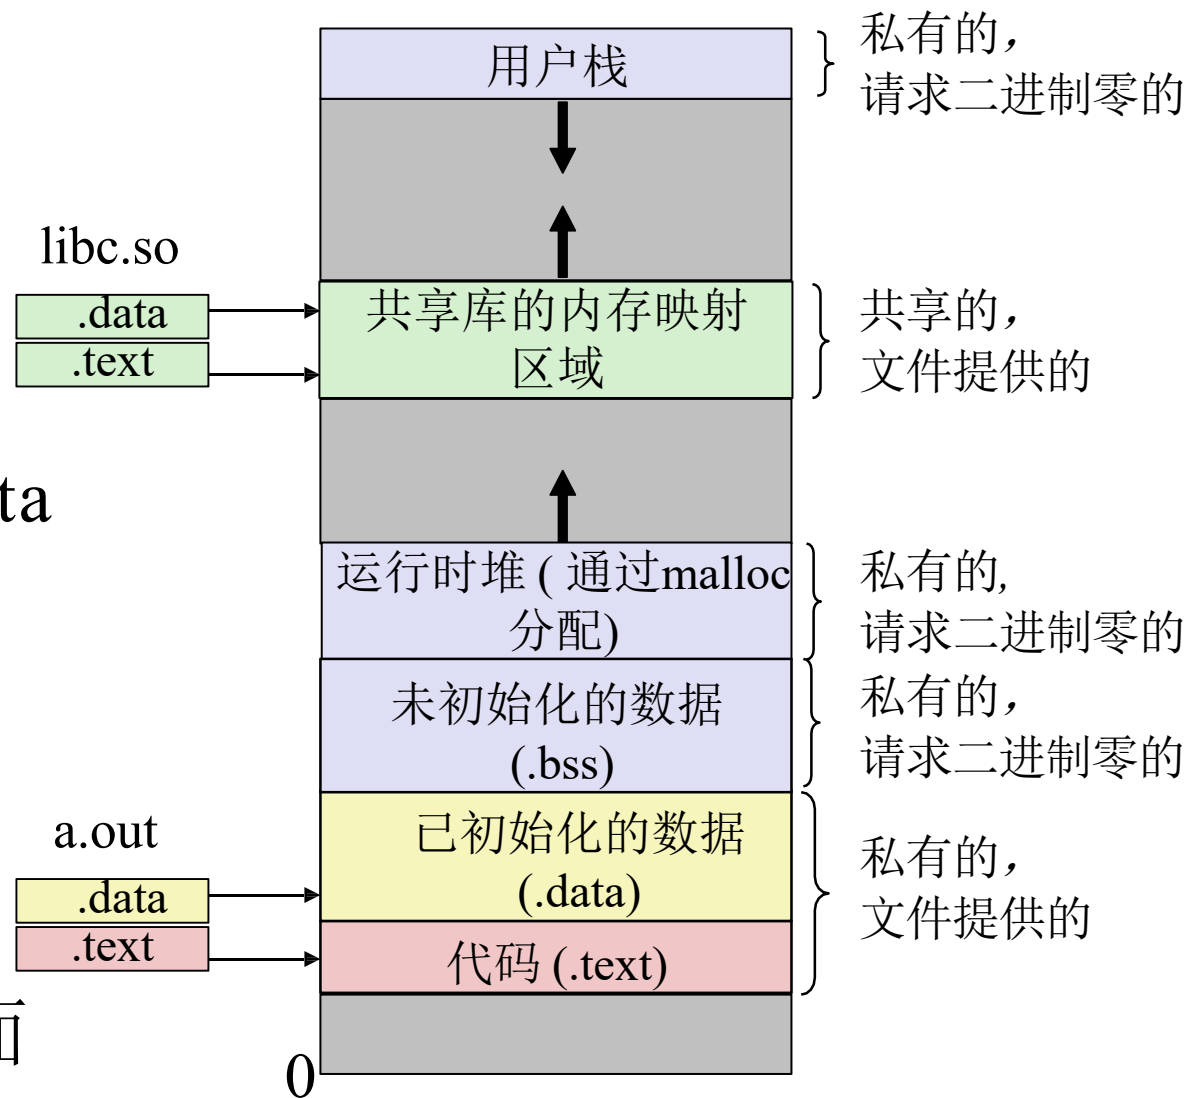 用户栈
私有的，
请求二进制零的
libc.so
.data
.text
共享库的内存映射
区域
共享的，
文件提供的
ta
运行时堆 ( 通过malloc
分配)
私有的,
请求二进制零的
未初始化的数据
(.bss)
私有的，
请求二进制零的
a.out
.data
.text
已初始化的数据
(.data)
代码 (.text)
私有的，
文件提供的
0